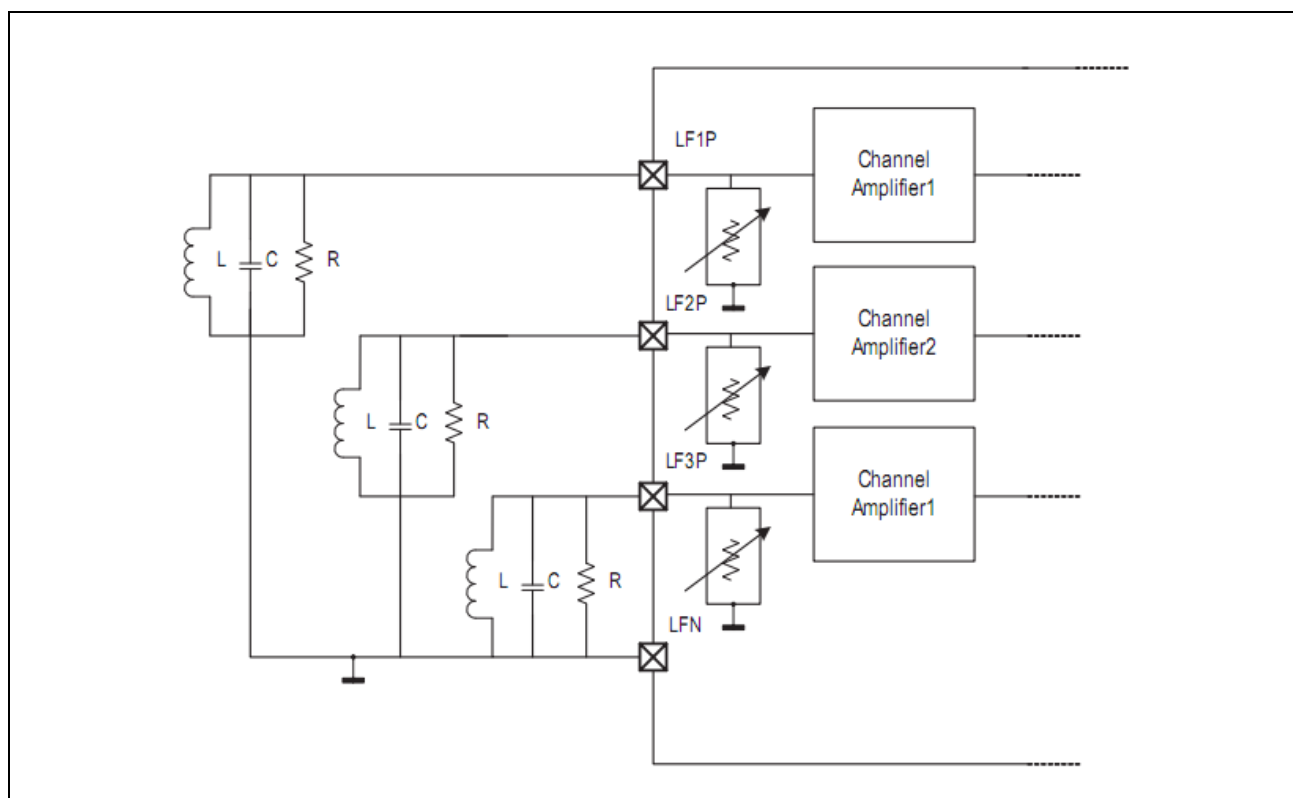 LF1P
Channel
Amplifier1
L C R
LF2P
Channel
Amplifier2
L C R
LF3P
Channel
Amplifier1
L C R
LFN